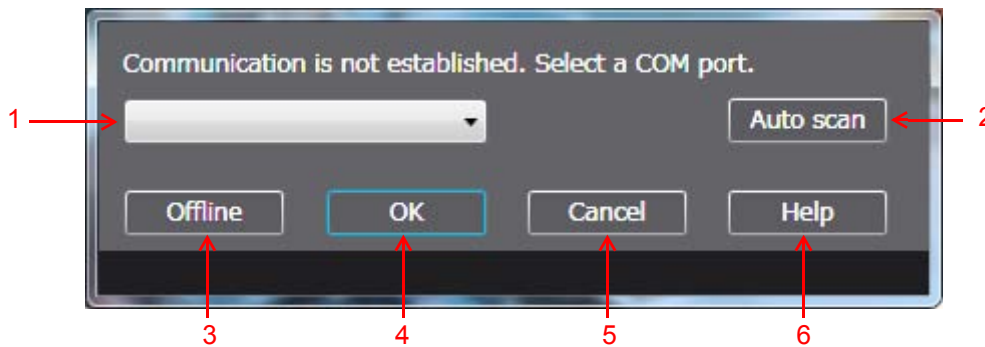 Communication is not established. Select a COM port.
1
Auto scan
2
Offline
OK
Cancel
Help
3
4
5
6